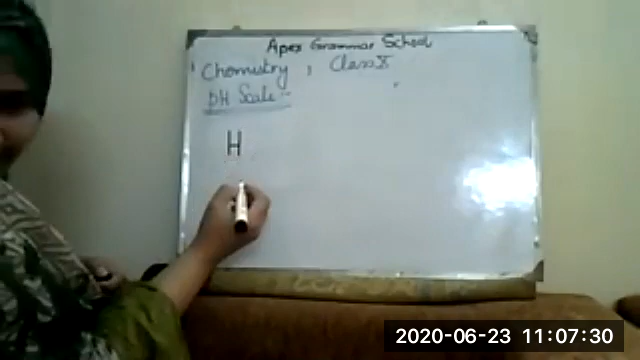 Apex Grammar School
Chemistry , Class X
pH Scale :-
H
2020-06-23 11:07:30